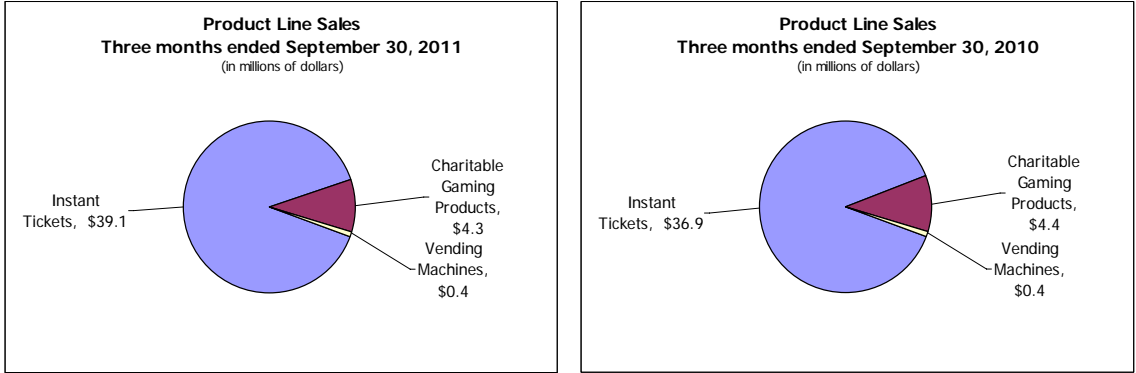 Product Line Sales
Three months ended September 30, 2011
(in millions of dollars)
Instant
Tickets, $39.1
Charitable
Gaming
Products,
$4.3
Vending
Machines,
$0.4
Product Line Sales
Three months ended September 30, 2010
(in millions of dollars)
Instant
Tickets, $36.9
Charitable
Gaming
Products,
$4.4
Vending
Machines,
$0.4